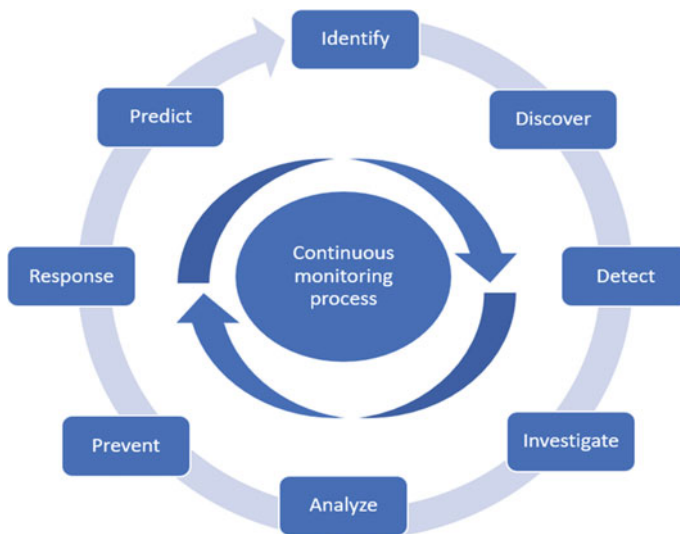 Identify
Discover
Detect
Investigate
Analyze
Prevent
Response
Predict
Continuous
monitoring
process